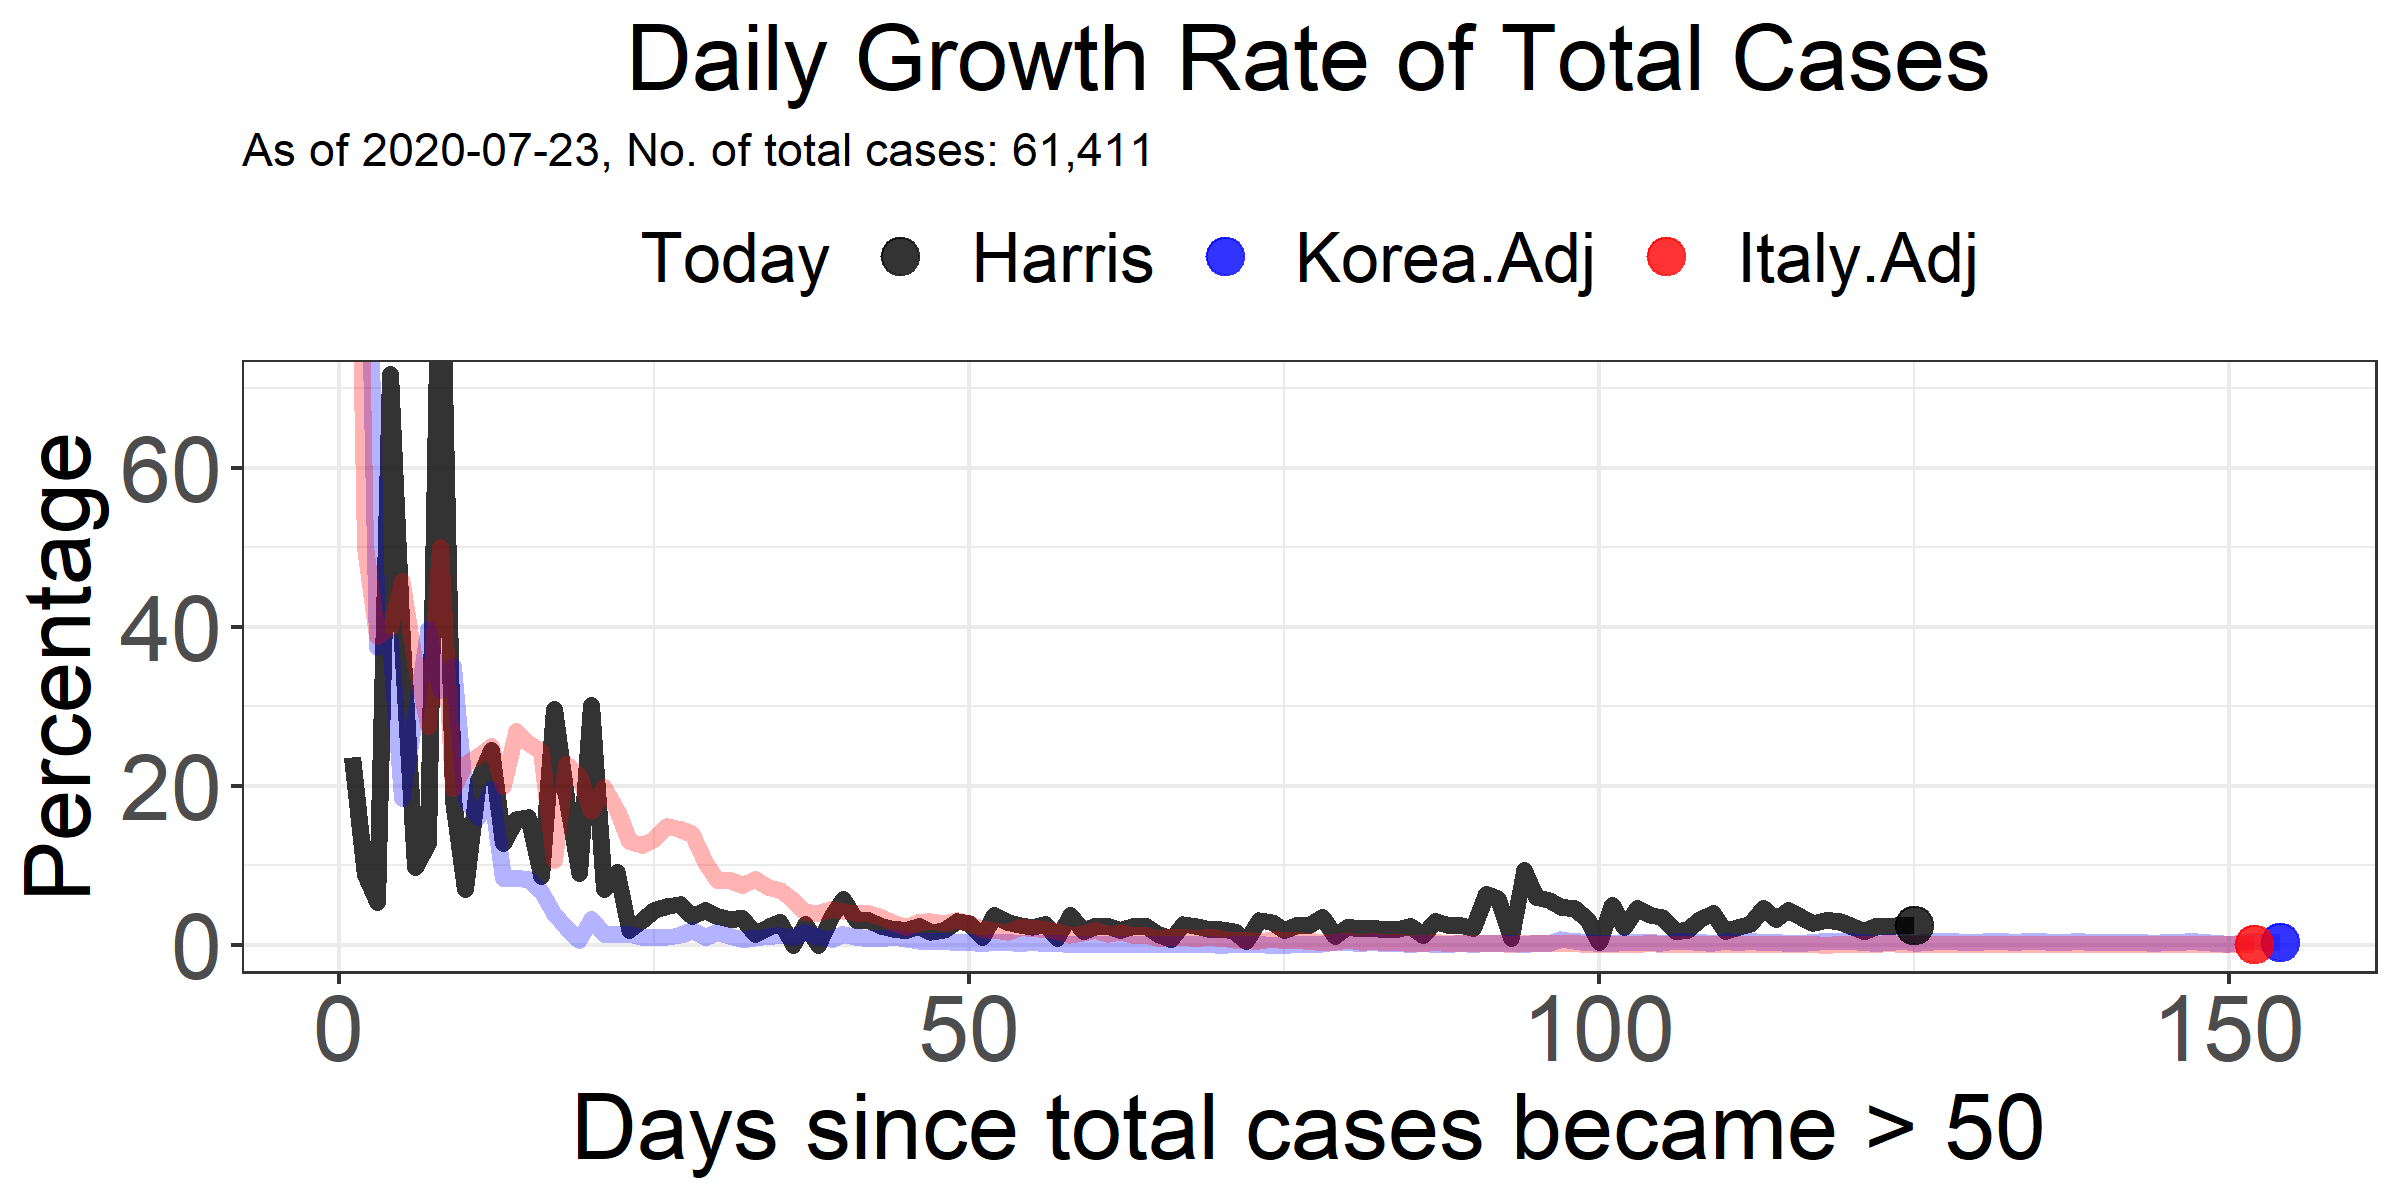 Daily Growth Rate of Total Cases
As of 2020-07-23, No. of total cases: 61,411
Today Harris Korea.Adj Italy.Adj
Percentage
60
40
20
0
0 50 100 150
Days since total cases became > 50